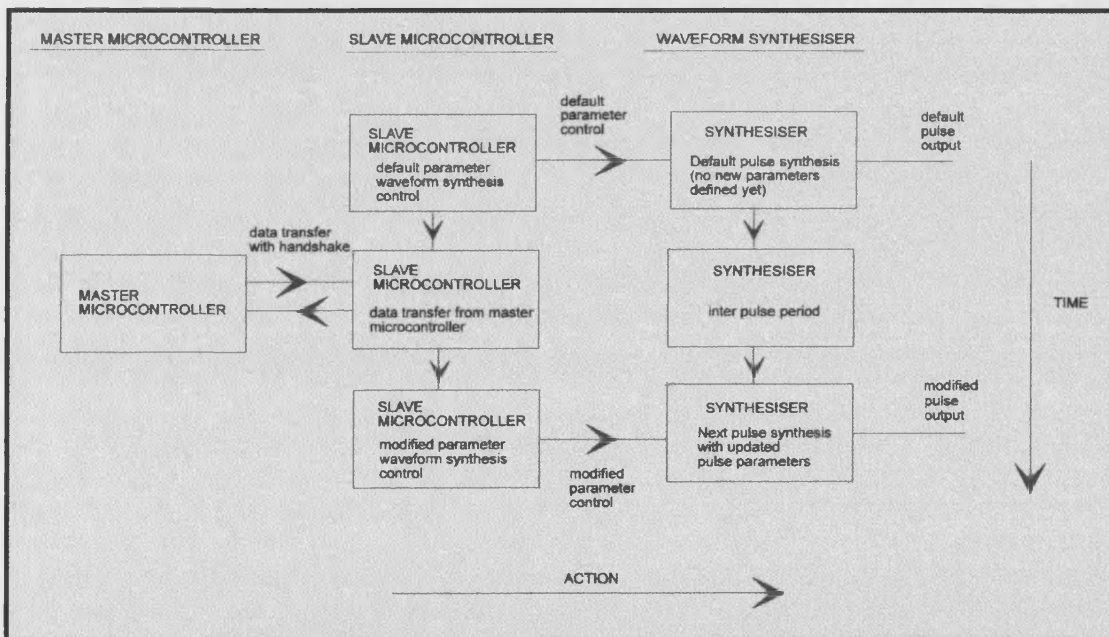 MASTER MICROCONTROLLER
SLAVE MICROCONTROLLER
WAVEFORM SYNTHESISER
SLAVE
MICROCONTROLLER
default parameter
waveform synthesis
control
default
parameter
control
SYNTHESISER
Default pulse synthesis
(no new parameters
defined yet)
default
pulse
output
data transfer
with handshake
MASTER
MICROCONTROLLER
SLAVE
MICROCONTROLLER
data transfer from master
microcontroller
SYNTHESISER
inter pulse period
TIME
SLAVE
MICROCONTROLLER
modified parameter
waveform synthesis
control
modified
parameter
control
SYNTHESISER
Next pulse synthesis
with updated
pulse parameters
modified
pulse
output
ACTION